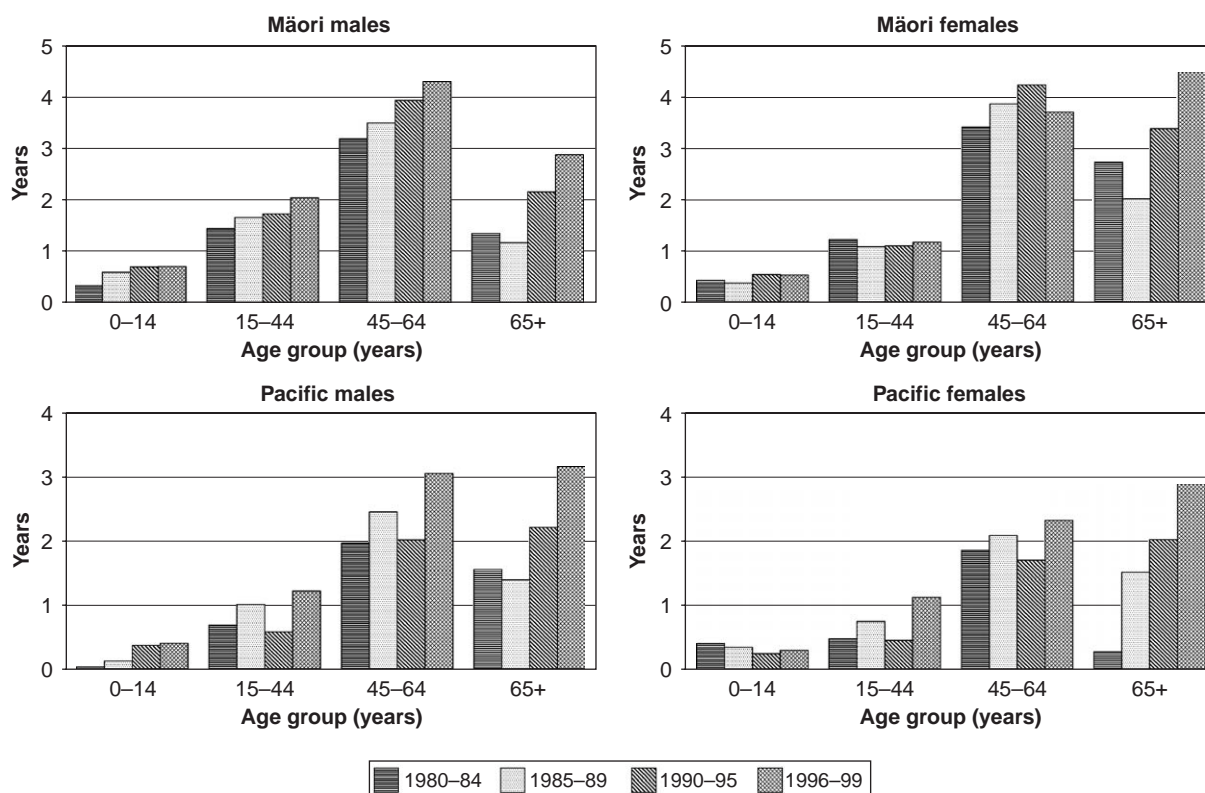 Mäori males
Mäori females
5
4
3
2
1
0
Years
0–14 15–44 45–64 65+
Age group (years)
5
4
3
2
1
0
Years
0–14 15–44 45–64 65+
Age group (years)
Pacific males
Pacific females
4
3
2
1
0
Years
0–14 15–44 45–64 65+
Age group (years)
4
3
2
1
0
Years
0–14 15–44 45–64 65+
Age group (years)
1980–84 1985–89 1990–95 1996–99